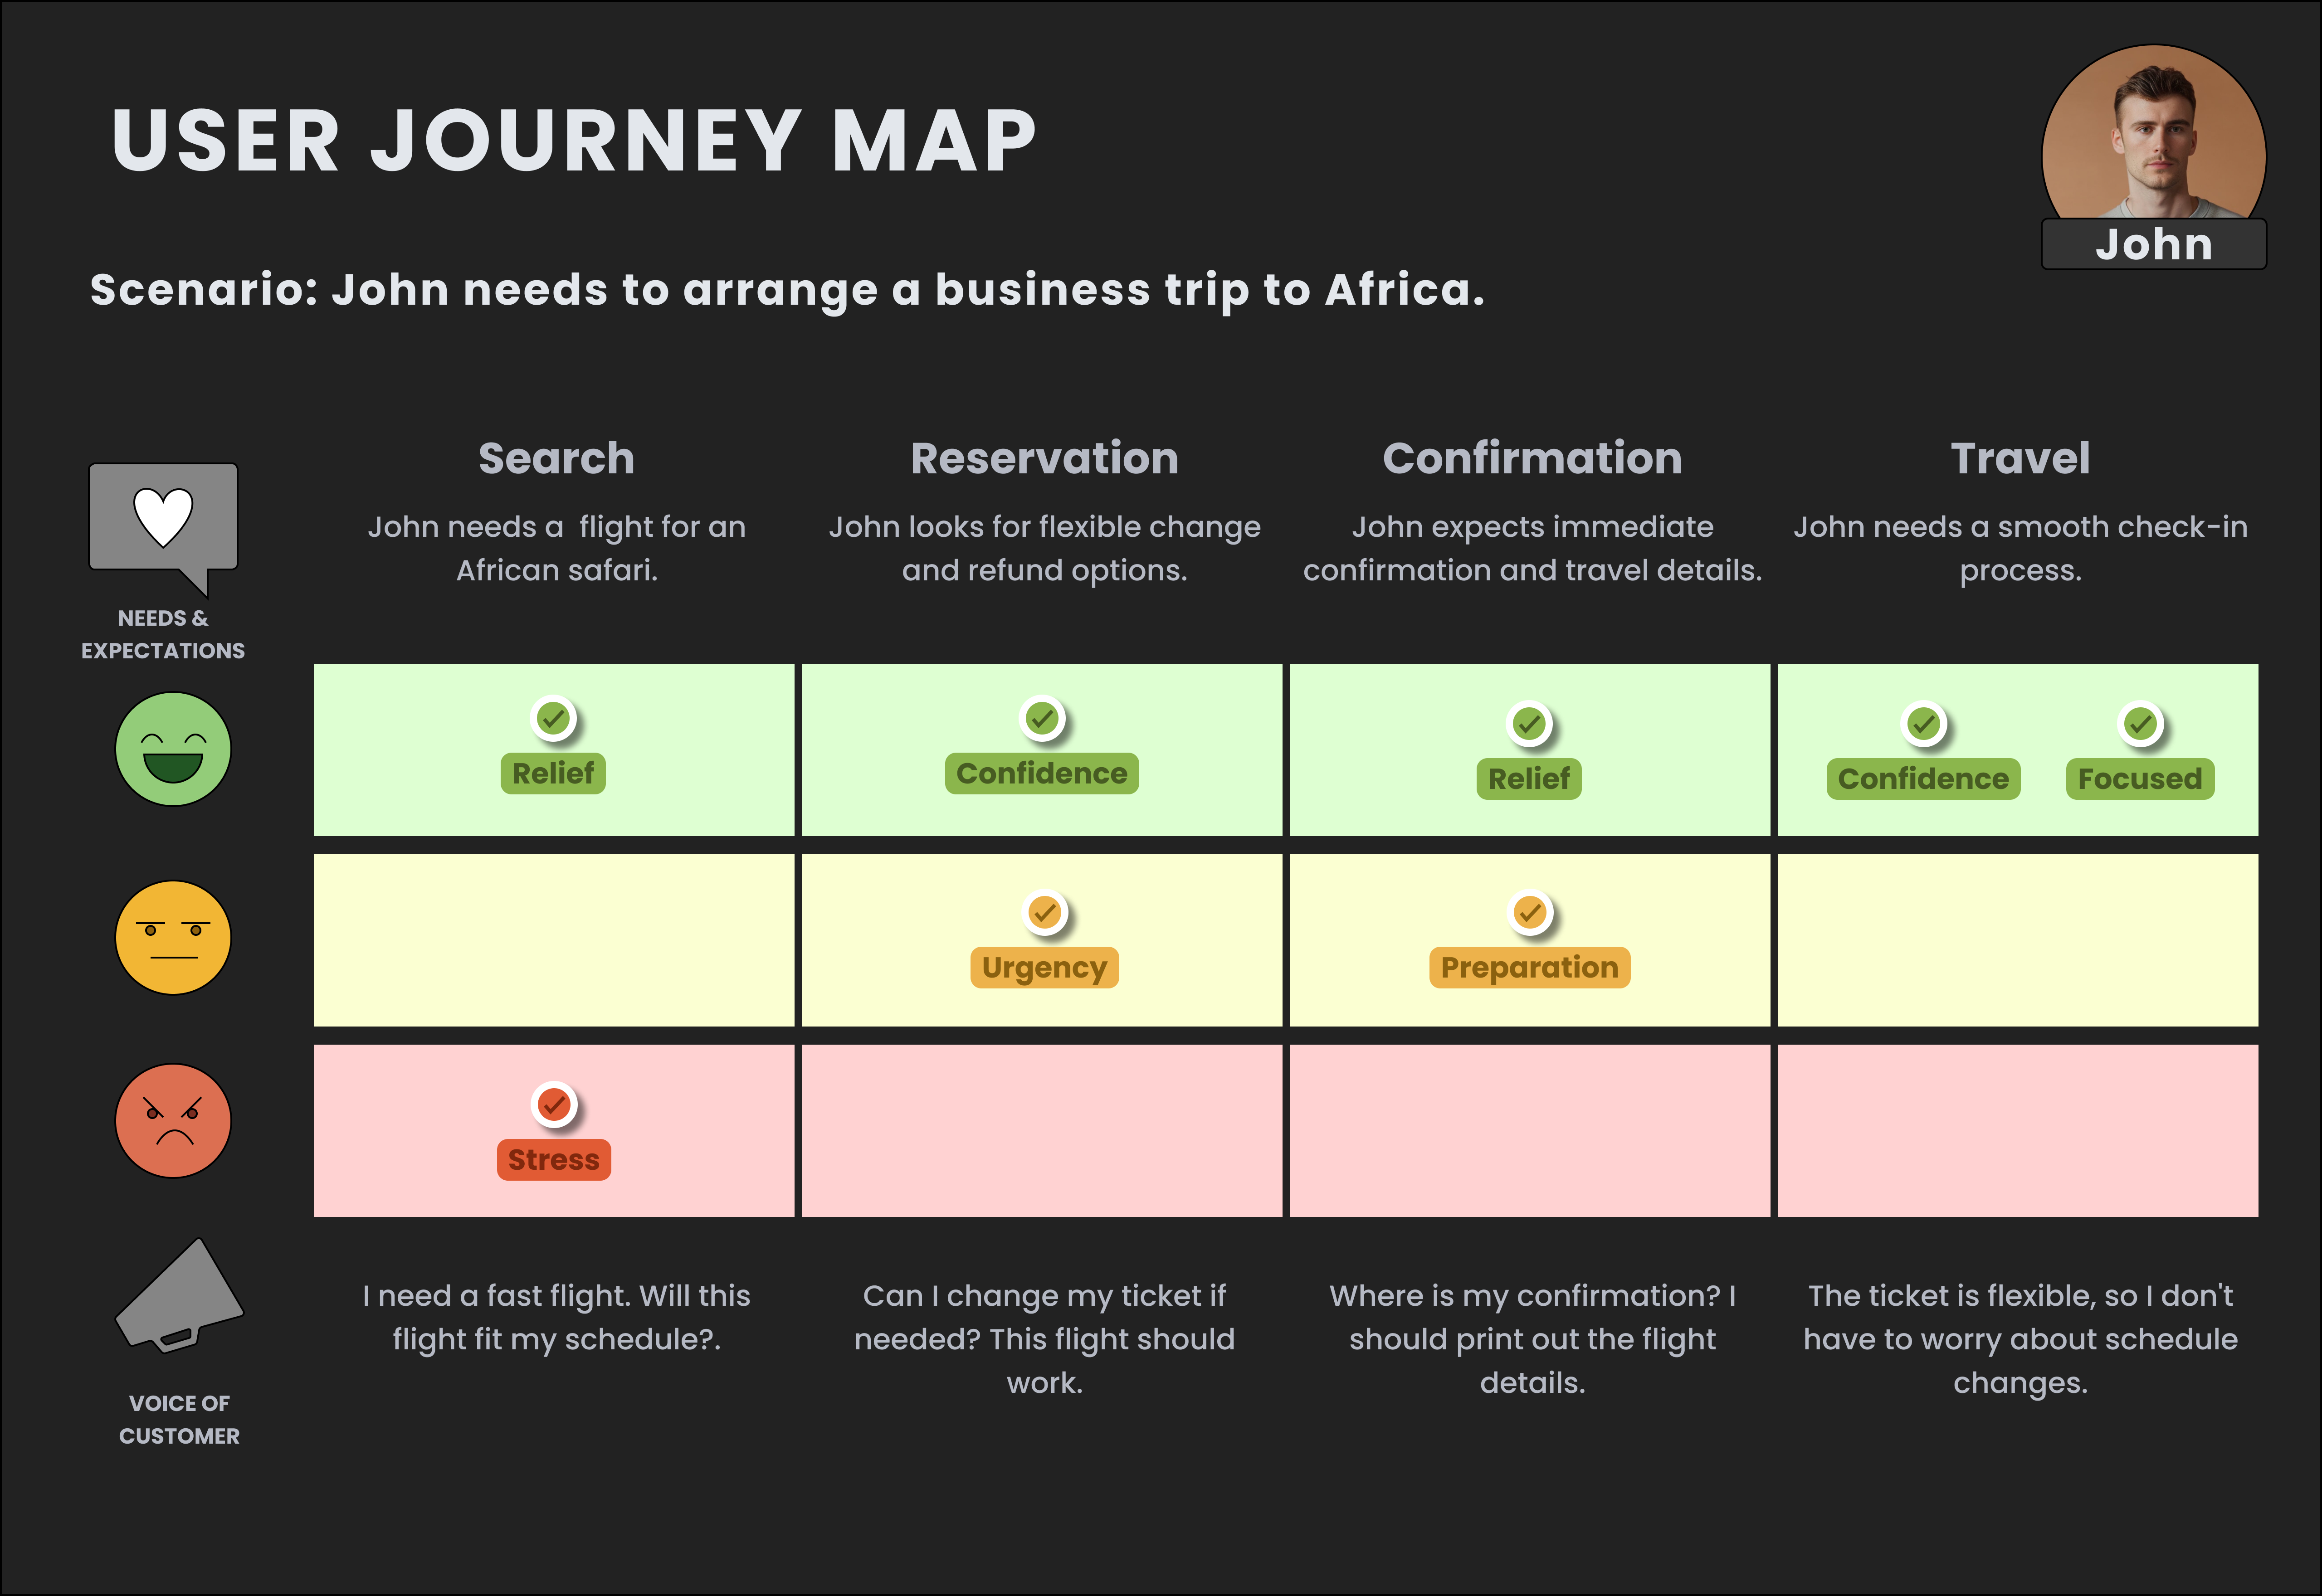 USER JOURNEY MAP
John
Scenario: John needs to arrange a business trip to Africa.
Search
John needs a  flight for an
African safari.
Reservation
John looks for flexible change
and refund options.
Confirmation
John expects immediate
confirmation and travel details.
Travel
John needs a smooth check-in
process.
NEEDS &
EXPECTATIONS
Relief
Confidence
Relief
Confidence
Focused
Urgency
Preparation
Stress
VOICE OF
CUSTOMER
I need a fast flight. Will this
flight fit my schedule?.
Can I change my ticket if
needed? This flight should
work.
Where is my confirmation? I
should print out the flight
details.
The ticket is flexible, so I don't
have to worry about schedule
changes.